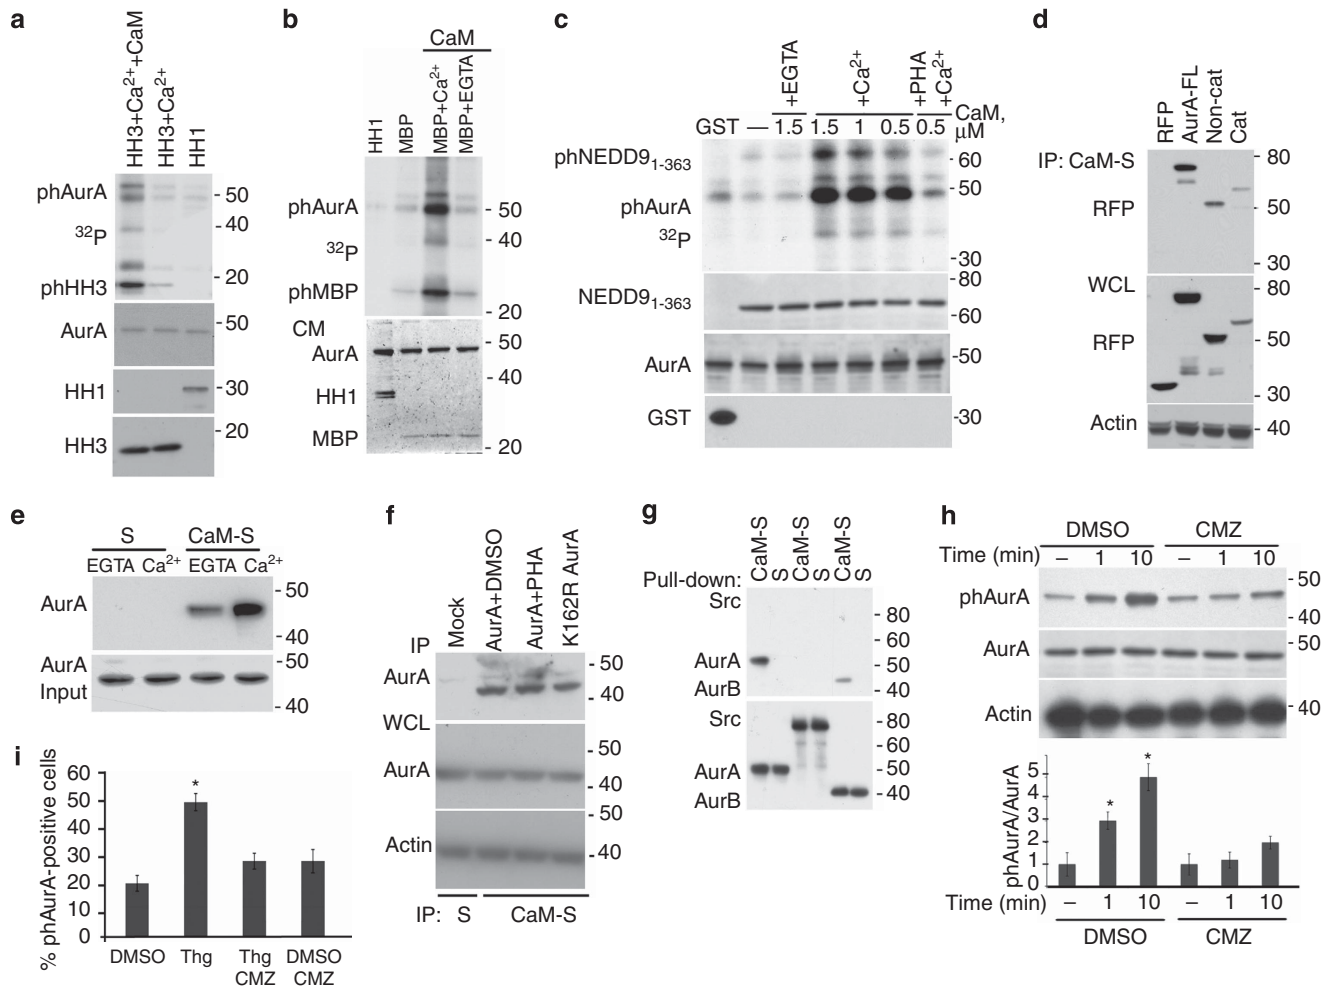 a
HH3+Ca2++CaM
HH3+Ca2+
HH1
phAurA
32P
phHH3
AurA
HH1
HH3
- 50
- 40
- 20
- 50
- 30
- 20
b
CaM
HH1
MBP
MBP+Ca2+
MBP+EGTA
phAurA
32P
phMBP
CM
AurA
HH1
MBP
- 50
- 40
- 20
- 50
- 40
- 20
c
+EGTA
+Ca2+
+PHA
+Ca2+
GST — 1.5 1.5 1 0.5 0.5 CaM, μM
phNEDD91-363
phAurA
32P
NEDD91-363
AurA
GST
- 60
- 50
-30
- 80
- 60
-50
-30
d
RFP
AurA-FL
Non-cat
Cat
IP: CaM-S
RFP
WCL
RFP
Actin
- 80
- 50
- 30
- 80
- 50
- 30
- 40
e
S CaM-S
EGTA Ca2+ EGTA Ca2+
AurA
AurA
Input
- 50
- 40
- 50
- 40
f
Mock
AurA+DMSO
AurA+PHA
K162R AurA
IP
AurA
WCL
AurA
Actin
- 50
- 40
50
- 40
- 50
- 40
IP: S CaM-S
g
CaM-S
S
CaM-S
S
CaM-S
S
Pull-down:
Src
AurA
AurB
Src
AurA
AurB
- 80
- 60
- 50
- 40
- 80
- 60
- 50
- 40
h
DMSO CMZ
Time (min) – 1 10 – 1 10
phAurA
AurA
Actin
- 50
- 40
- 50
- 40
phAurA/AurA
5
4
3
2
1
0
*
*
Time (min) – 1 10 – 1 10
DMSO CMZ
i
% phAurA-positive cells
60
50
40
30
20
10
0
*
DMSO Thg Thg DMSO
CMZ CMZ